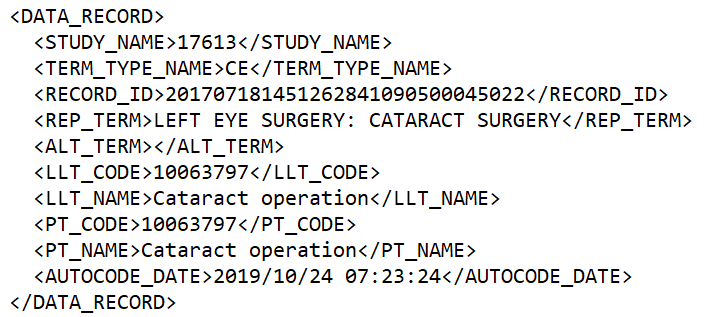 <DATA_RECORD>
<STUDY_NAME>17613</STUDY_NAME>
<TERM_TYPE_NAME>CE</TERM_TYPE_NAME>
<RECORD_ID>2017071814512628410905​00045022</RECORD_ID>
<REP_TERM>LEFT EYE SURGERY: CATARACT SURGERY</REP_TERM>
<ALT_TERM></ALT_TERM>
<LLT_CODE>10063797</LLT_CODE>
<LLT_NAME>Cataract operation</LLT_NAME>
<PT_CODE>10063797</PT_CODE>
<PT_NAME>Cataract operation</PT_NAME>
<AUTOCODE_DATE>2019/10/24 07:23:24</AUTOCODE_DATE>
</DATA_RECORD>